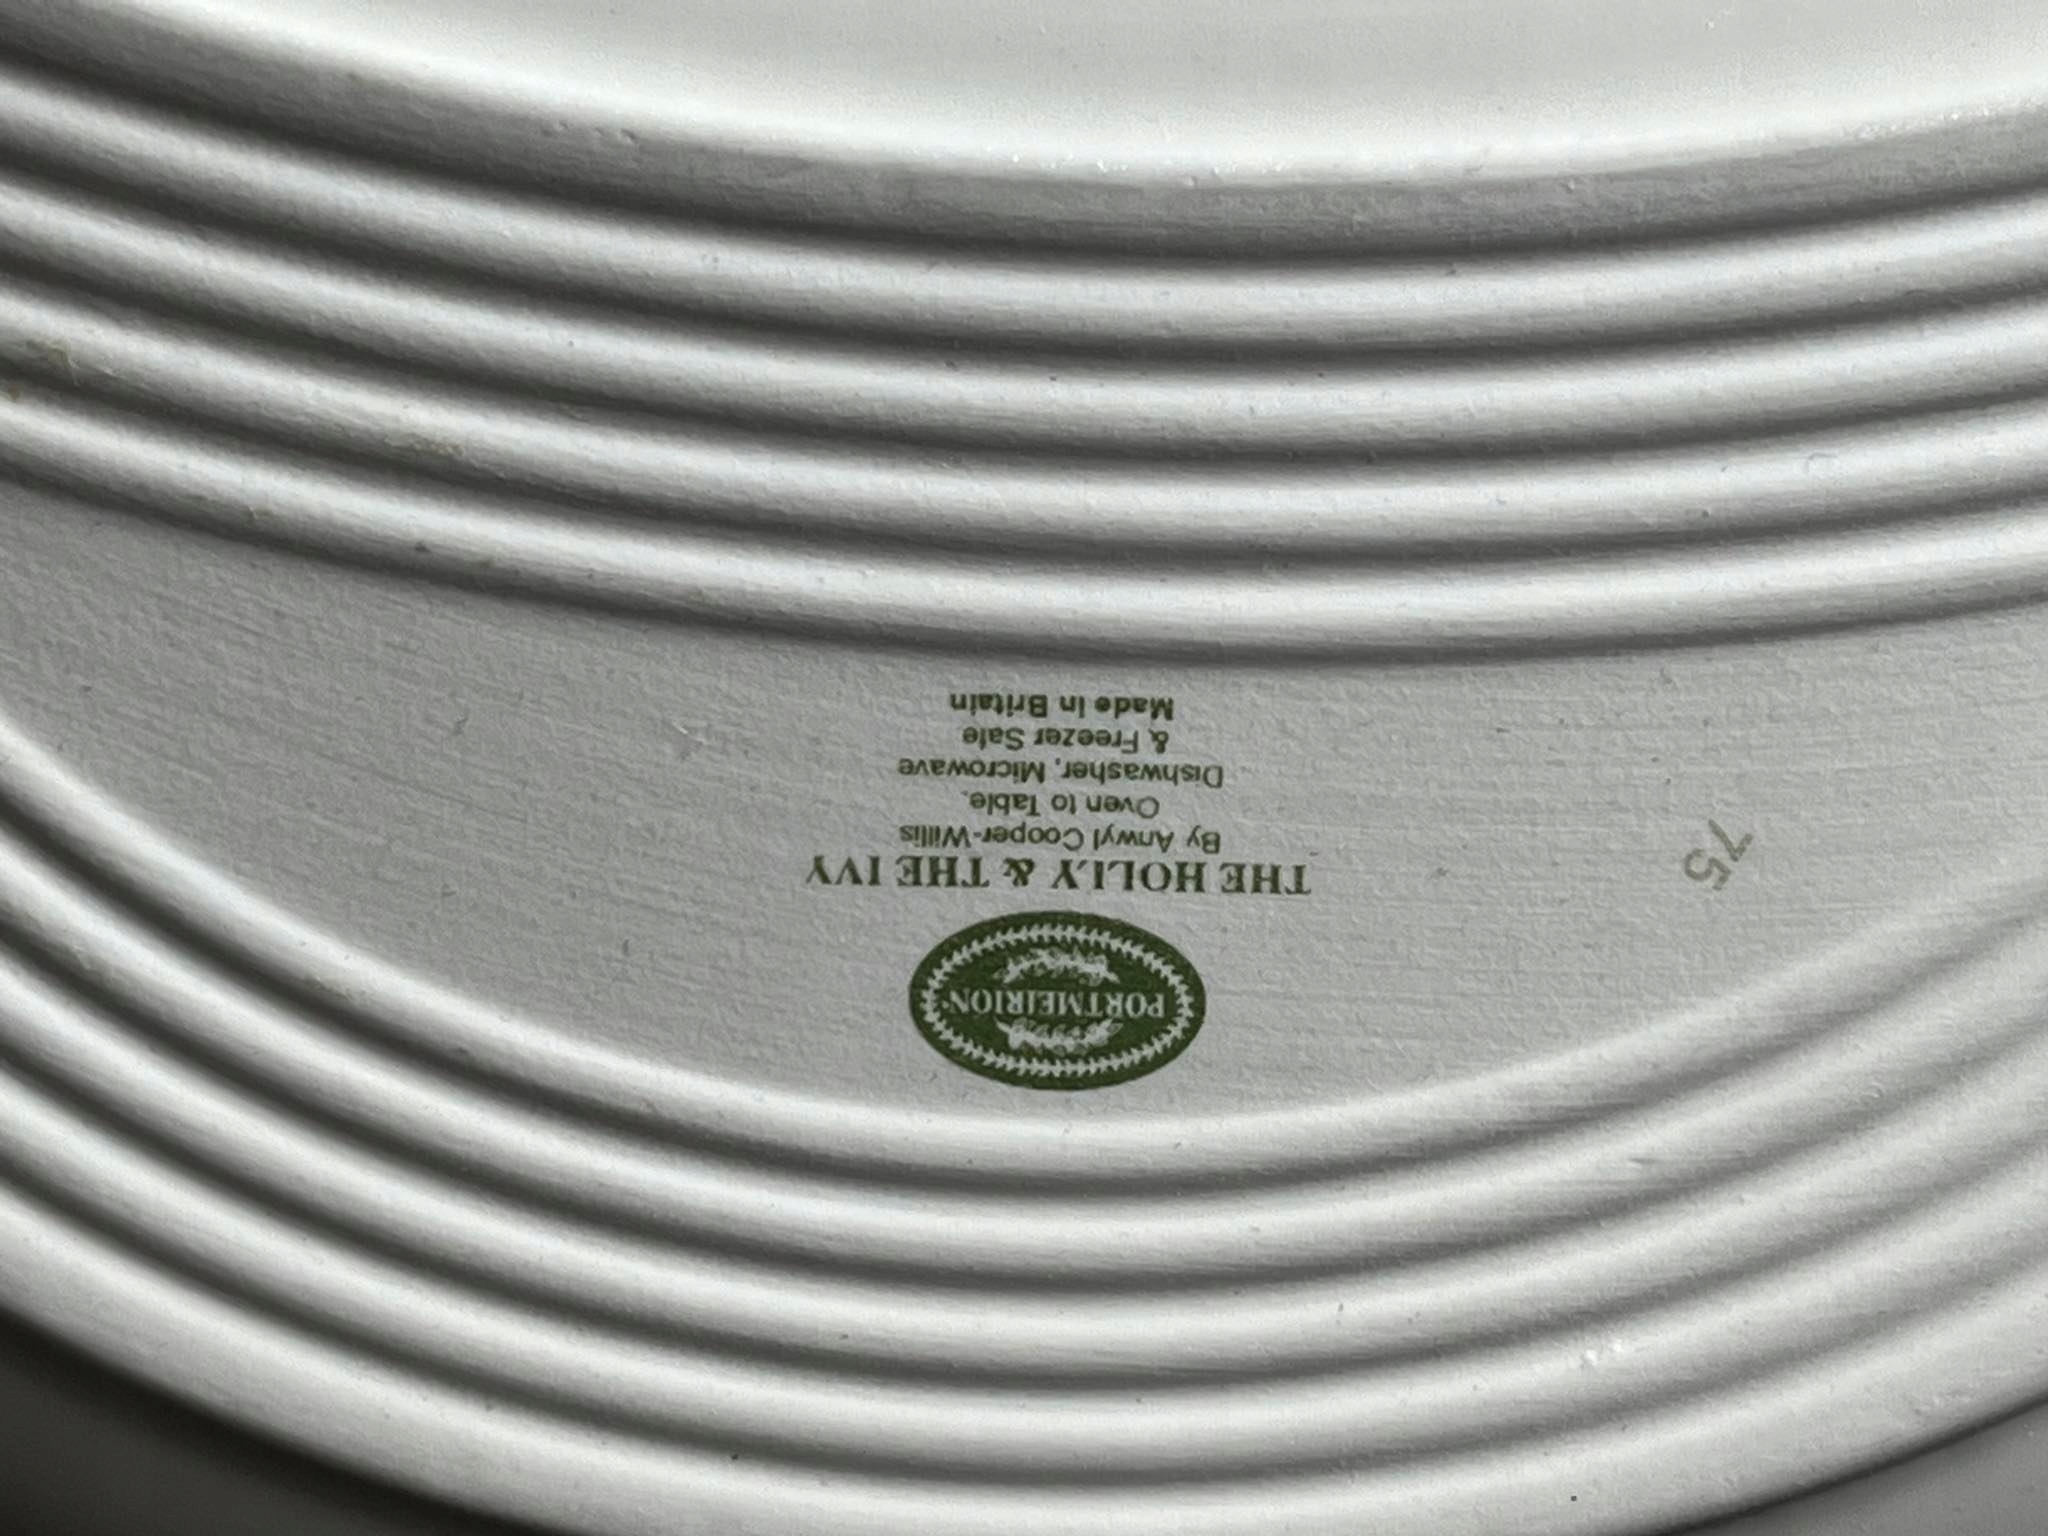 PORTMEIRION
THE HOLLY & THE IVY
By Anwyl Cooper-Willis
Oven to Table,
Dishwasher, Microwave
& Freezer Safe
Made in Britain
75